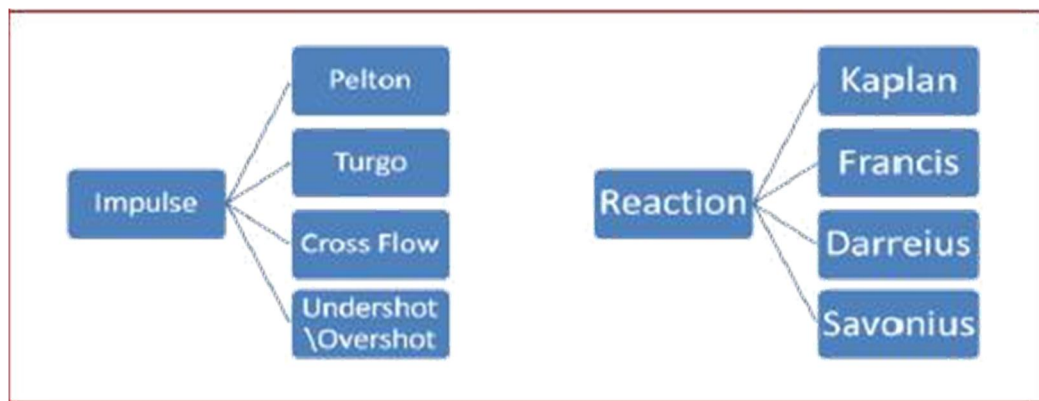 Impulse
Pelton
Turgo
Cross Flow
Undershot
\Overshot
Reaction
Kaplan
Francis
Darreius
Savonius